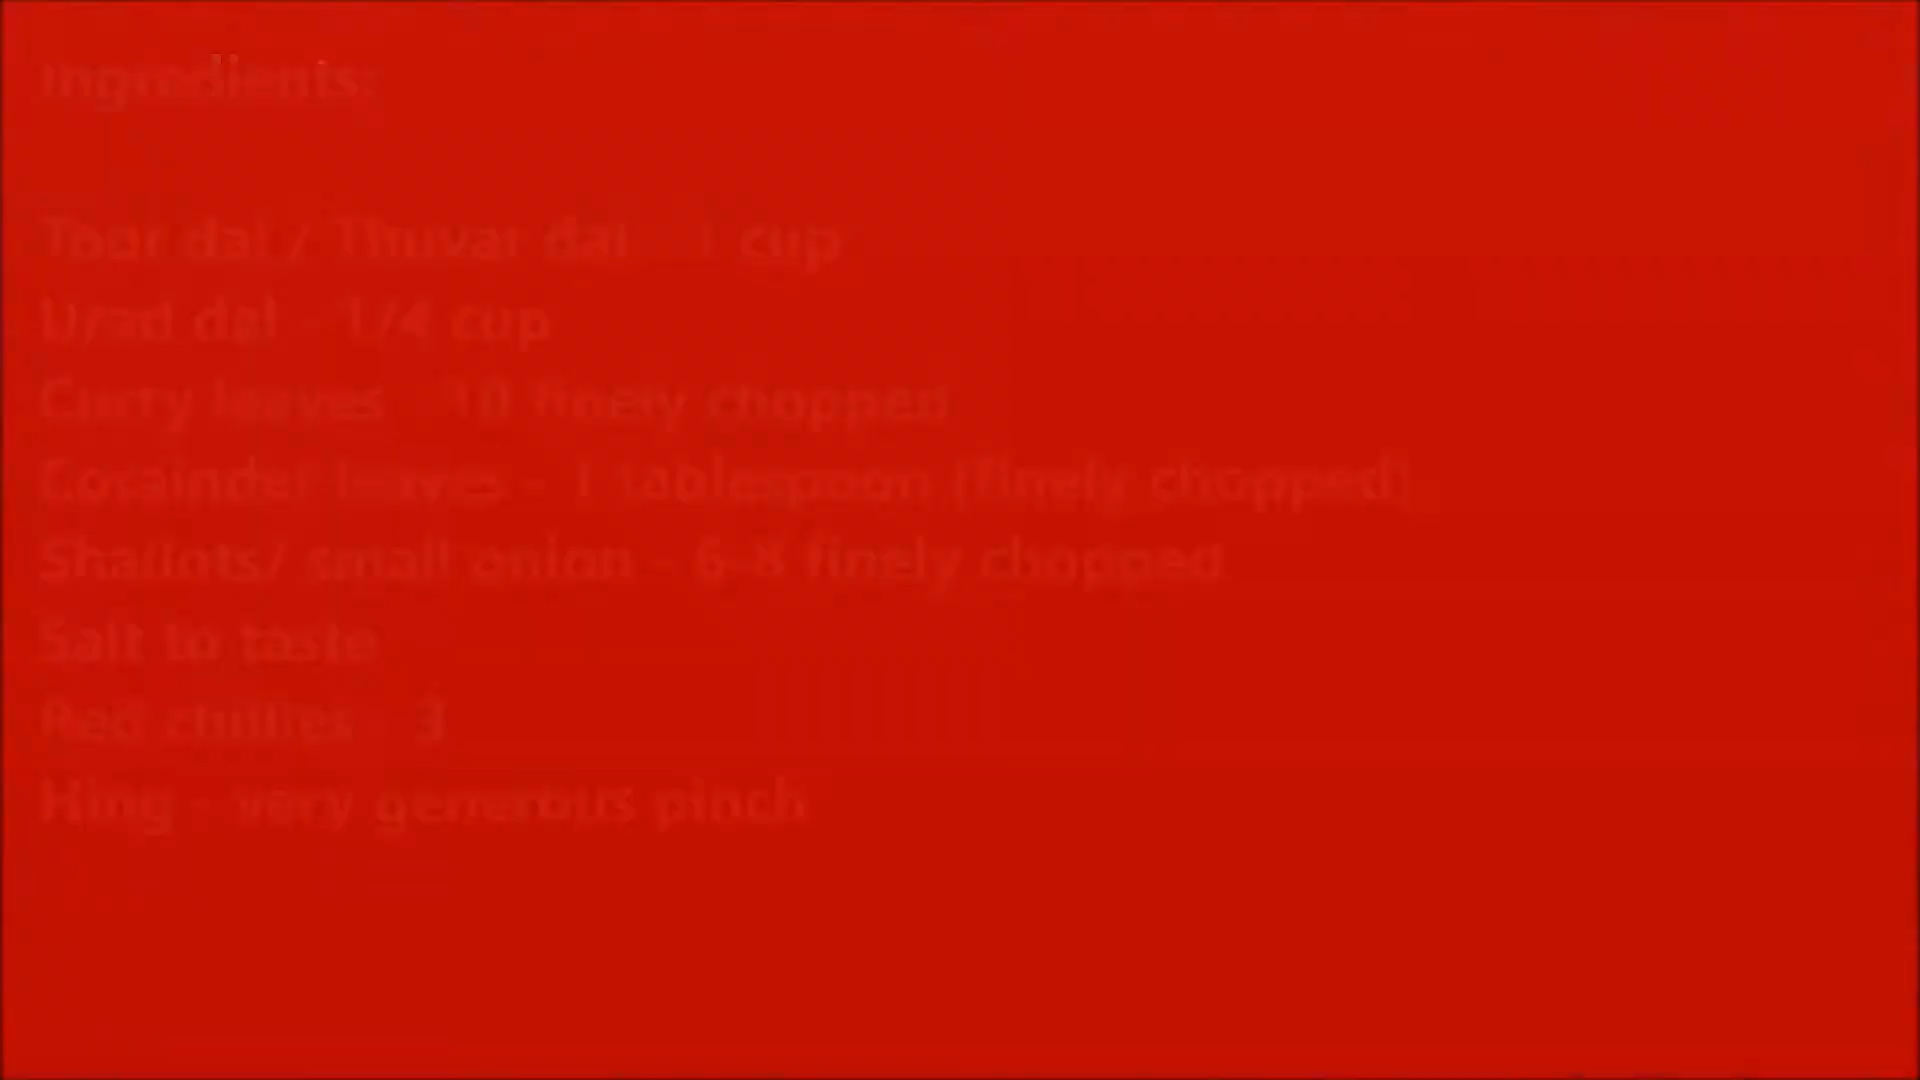 Ingredients:
Toor dal / Thuvar dal - 1 cup
Urad dal - 1/4 cup
Curry leaves - 10 finely chopped
Corainder leaves - 1 tablespoon (finely chopped)
Shallots/ small onion - 6-8 finely chopped
Salt to taste
Red chillies - 3
Hing - very generous pinch